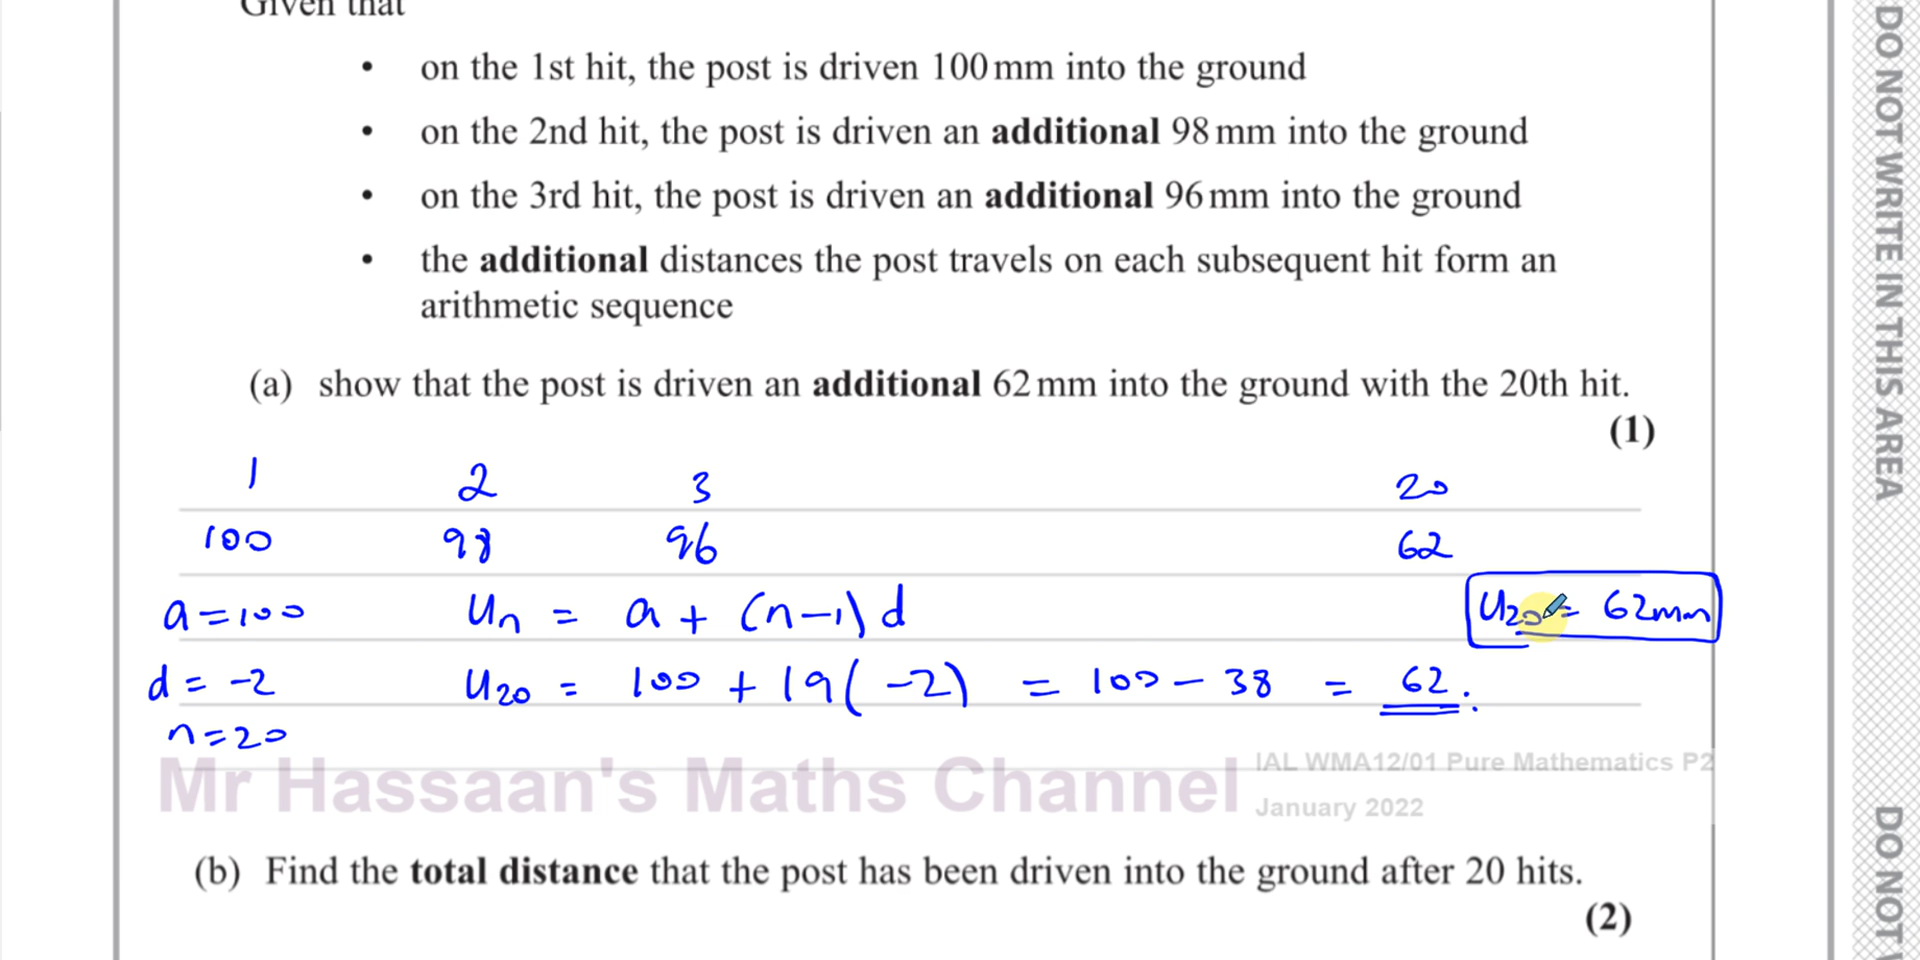 Given that
• on the 1st hit, the post is driven 100 mm into the ground
• on the 2nd hit, the post is driven an additional 98 mm into the ground
• on the 3rd hit, the post is driven an additional 96 mm into the ground
• the additional distances the post travels on each subsequent hit form an
arithmetic sequence
(a) show that the post is driven an additional 62 mm into the ground with the 20th hit.
(1)
1 2 3 20
100 98 96 62
a = 100 uₙ = a + (n-1)d U₂₀ = 62mm
d = -2 U₂₀ = 100 + 19(-2) = 100 - 38 = 62.
n = 20
Mr Hassaan's Maths Channel
IAL WMA12/01 Pure Mathematics P2
January 2022
(b) Find the total distance that the post has been driven into the ground after 20 hits.
(2)
DO NOT WRITE IN THIS AREA
DO NOT